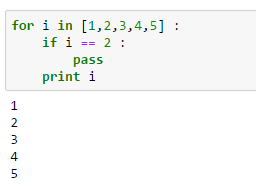 for i in [1,2,3,4,5] :
    if i == 2 :
        pass
    print i
1
2
3
4
5